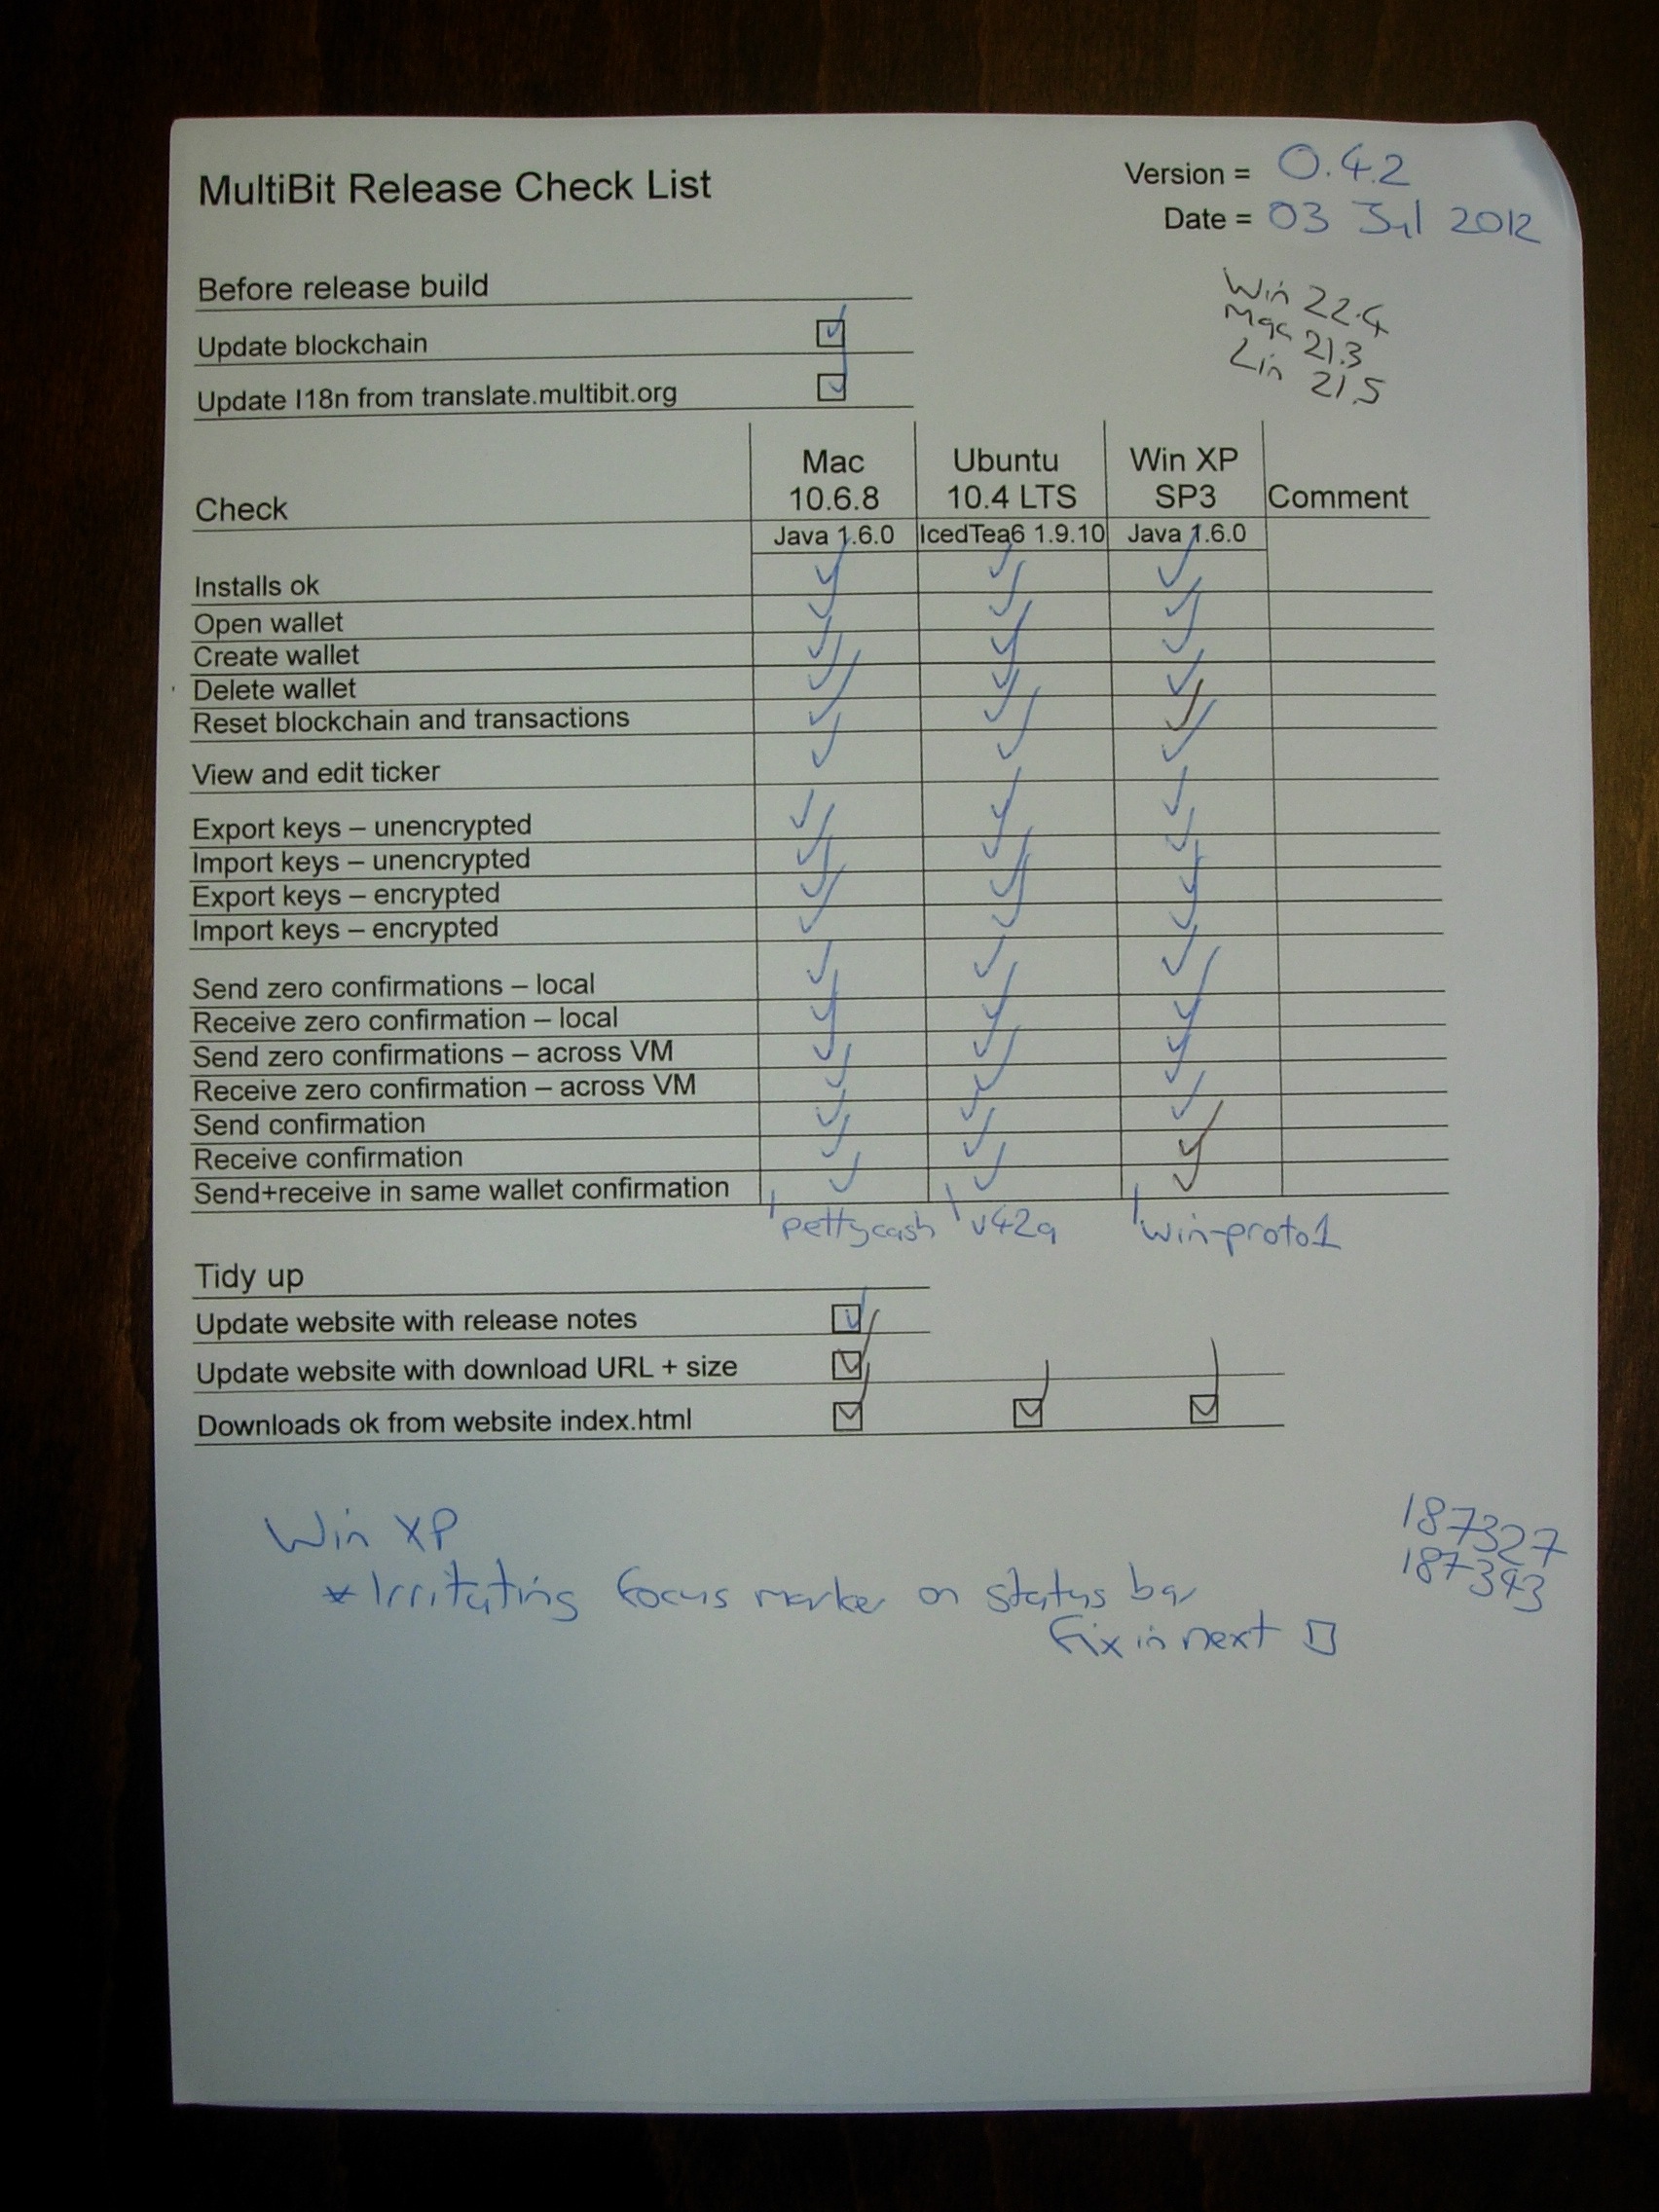 MultiBit Release Check List
Version = 0.4.2
Date = 03 Jul 2012
Before release build
Update blockchain
Update I18n from translate.multibit.org
Win 22.4
Mac 21.3
Lin 21.5
Check
Mac
10.6.8
Ubuntu
10.4 LTS
Win XP
SP3
Comment
Java 1.6.0 IcedTea6 1.9.10 Java 1.6.0
Installs ok
Open wallet
Create wallet
Delete wallet
Reset blockchain and transactions
View and edit ticker
Export keys – unencrypted
Import keys – unencrypted
Export keys – encrypted
Import keys – encrypted
Send zero confirmations – local
Receive zero confirmation – local
Send zero confirmations – across VM
Receive zero confirmation – across VM
Send confirmation
Receive confirmation
Send+receive in same wallet confirmation
pettycash v42a win-proto1
Tidy up
Update website with release notes
Update website with download URL + size
Downloads ok from website index.html
Win XP
* Irritating focus marker on status bar
Fix in next
187327
187343